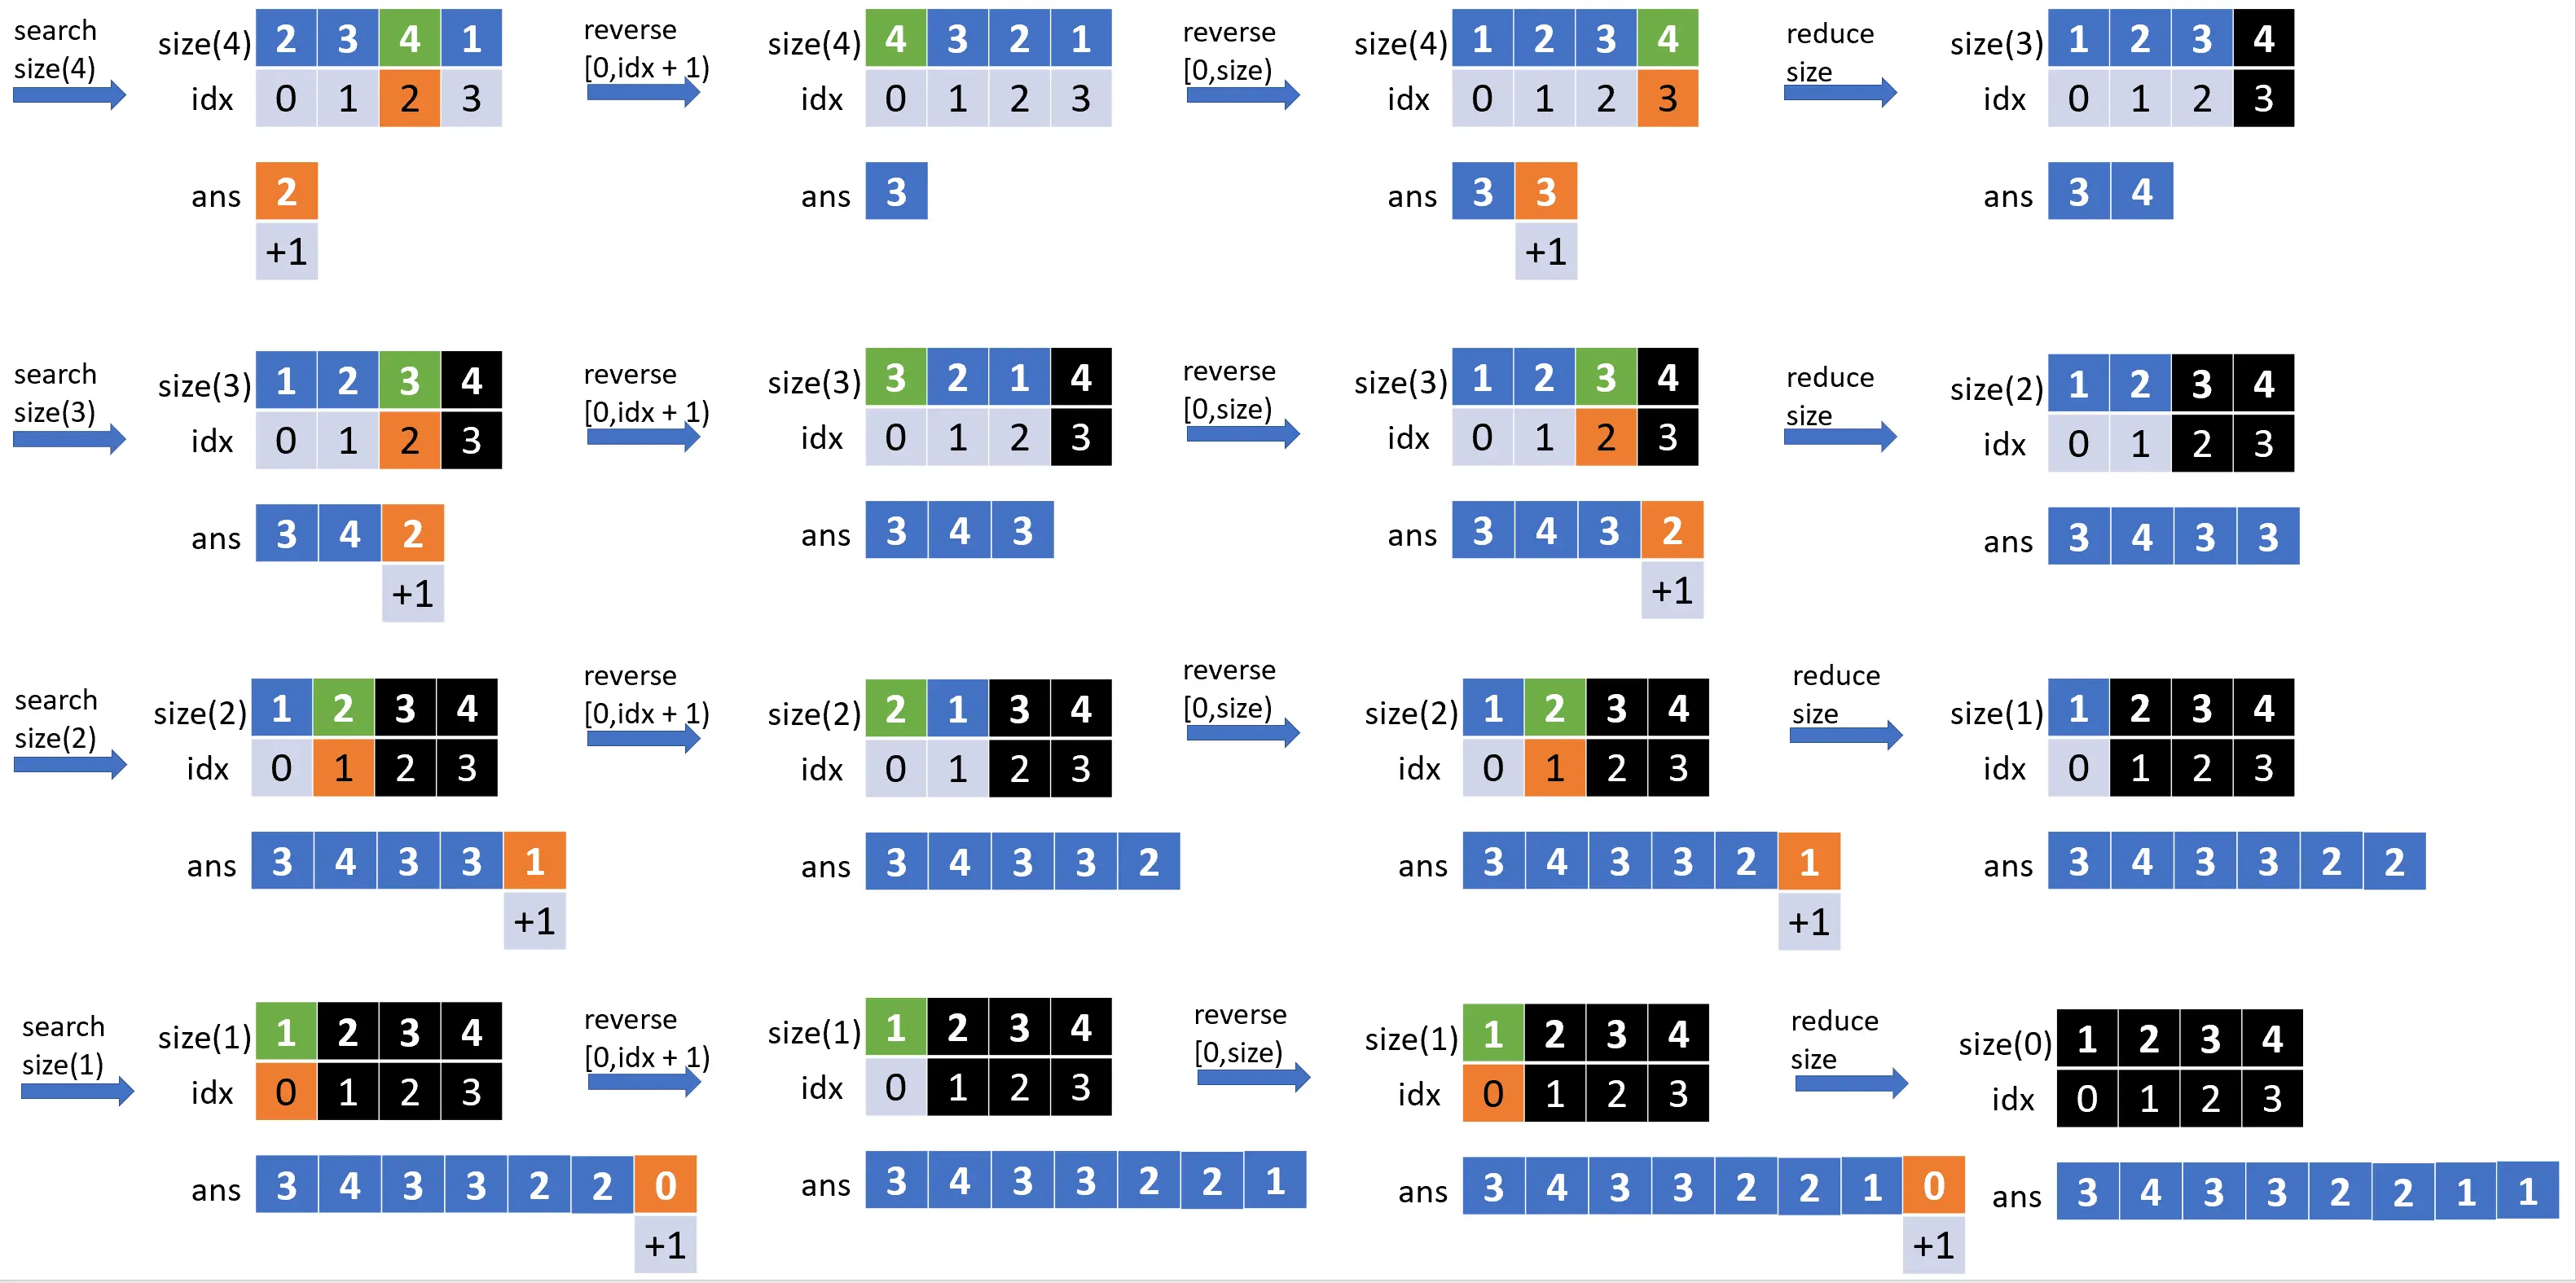 search
size(4)
size(4) 2 3 4 1
idx 0 1 2 3
ans 2
+1
reverse
[0,idx + 1)
size(4) 4 3 2 1
idx 0 1 2 3
ans 3
reverse
[0,size)
size(4) 1 2 3 4
idx 0 1 2 3
ans 3 3
+1
reduce
size
size(3) 1 2 3 4
idx 0 1 2 3
ans 3 4
search
size(3)
size(3) 1 2 3 4
idx 0 1 2 3
ans 3 4 2
+1
reverse
[0,idx + 1)
size(3) 3 2 1 4
idx 0 1 2 3
ans 3 4 3
reverse
[0,size)
size(3) 1 2 3 4
idx 0 1 2 3
ans 3 4 3 2
+1
reduce
size
size(2) 1 2 3 4
idx 0 1 2 3
ans 3 4 3 3
search
size(2)
size(2) 1 2 3 4
idx 0 1 2 3
ans 3 4 3 3 1
+1
reverse
[0,idx + 1)
size(2) 2 1 3 4
idx 0 1 2 3
ans 3 4 3 3 2
reverse
[0,size)
size(2) 1 2 3 4
idx 0 1 2 3
ans 3 4 3 3 2 1
+1
reduce
size
size(1) 1 2 3 4
idx 0 1 2 3
ans 3 4 3 3 2 2
search
size(1)
size(1) 1 2 3 4
idx 0 1 2 3
ans 3 4 3 3 2 2 0
+1
reverse
[0,idx + 1)
size(1) 1 2 3 4
idx 0 1 2 3
ans 3 4 3 3 2 2 1
reverse
[0,size)
size(1) 1 2 3 4
idx 0 1 2 3
ans 3 4 3 3 2 2 1 0
+1
reduce
size
size(0) 1 2 3 4
idx 0 1 2 3
ans 3 4 3 3 2 2 1 1